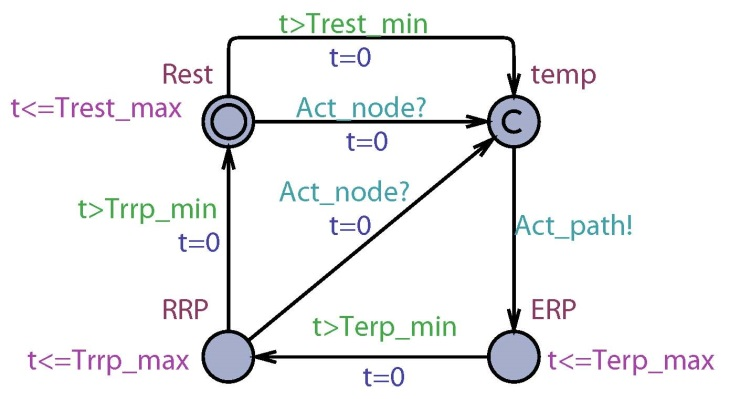 t>Trest_min
t=0
Rest
temp
t<=Trest_max
Act_node?
C
t=0
Act_node?
t>Trrp_min
t=0
t=0
Act_path!
RRP
ERP
t>Terp_min
t<=Trrp_max
t<=Terp_max
t=0